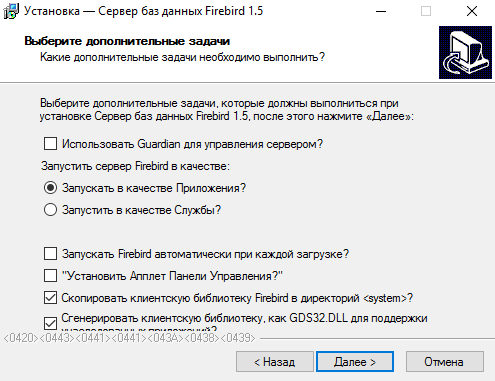 Установка — Сервер баз данных Firebird 1.5
Выберите дополнительные задачи
Какие дополнительные задачи необходимо выполнить?
Выберите дополнительные задачи, которые должны выполниться при
установке Сервер баз данных Firebird 1.5, после этого нажмите «Далее»:
Использовать Guardian для управления сервером?
Запустить сервер Firebird в качестве:
Запускать в качестве Приложения?
Запустить в качестве Службы?
Запускать Firebird автоматически при каждой загрузке?
"Установить Апплет Панели Управления?"
Скопировать клиентскую библиотеку Firebird в директорий <system>?
Сгенерировать клиентскую библиотеку, как GDS32.DLL для поддержки
унаследованных приложений?
<0420><0443><0441><0441><043A><0438><0439>
< Назад
Далее >
Отмена